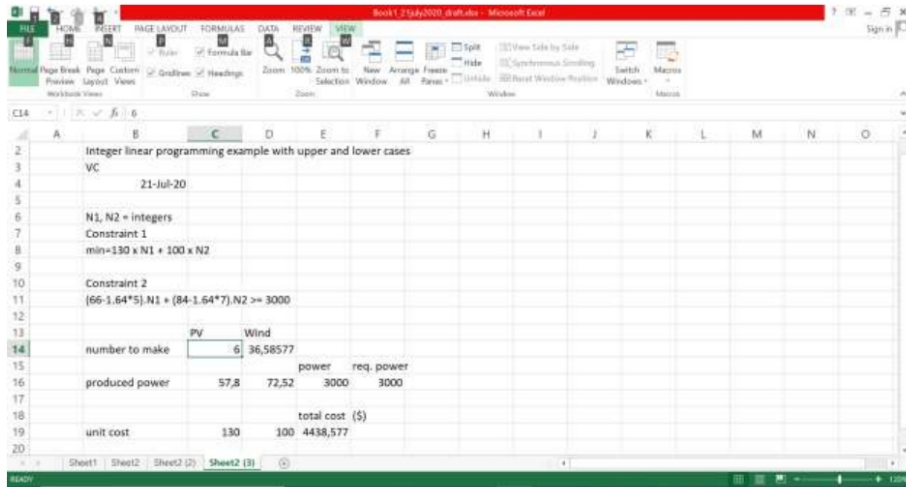 Book1_21july2020_draft.xlsx - Microsoft Excel
Sign in
FILE HOME INSERT PAGE LAYOUT FORMULAS DATA REVIEW VIEW
Normal Page Break Preview Page Layout Custom Views
Ruler Formula Bar
Gridlines Headings
Zoom 100% Zoom to Selection
New Window Arrange All Freeze Panes
Split
Hide
Unhide
View Side by Side
Synchronous Scrolling
Reset Window Position
Switch Windows Macros
Workbook Views Show Zoom Window Macros
C14 fx 6
A B C D E F G H I J K L M N O
2 Integer linear programming example with upper and lower cases
3 VC
4 21-Jul-20
5
6 N1, N2 = integers
7 Constraint 1
8 min=130 x N1 + 100 x N2
9
10 Constraint 2
11 (66-1.64*5).N1 + (84-1.64*7).N2 >= 3000
12
13 PV Wind
14 number to make 6 36,58577
15 power req. power
16 produced power 57,8 72,52 3000 3000
17
18 total cost ($)
19 unit cost 130 100 4438,577
20
Sheet1 Sheet2 Sheet2 (2) Sheet2 (3)
READY 120%